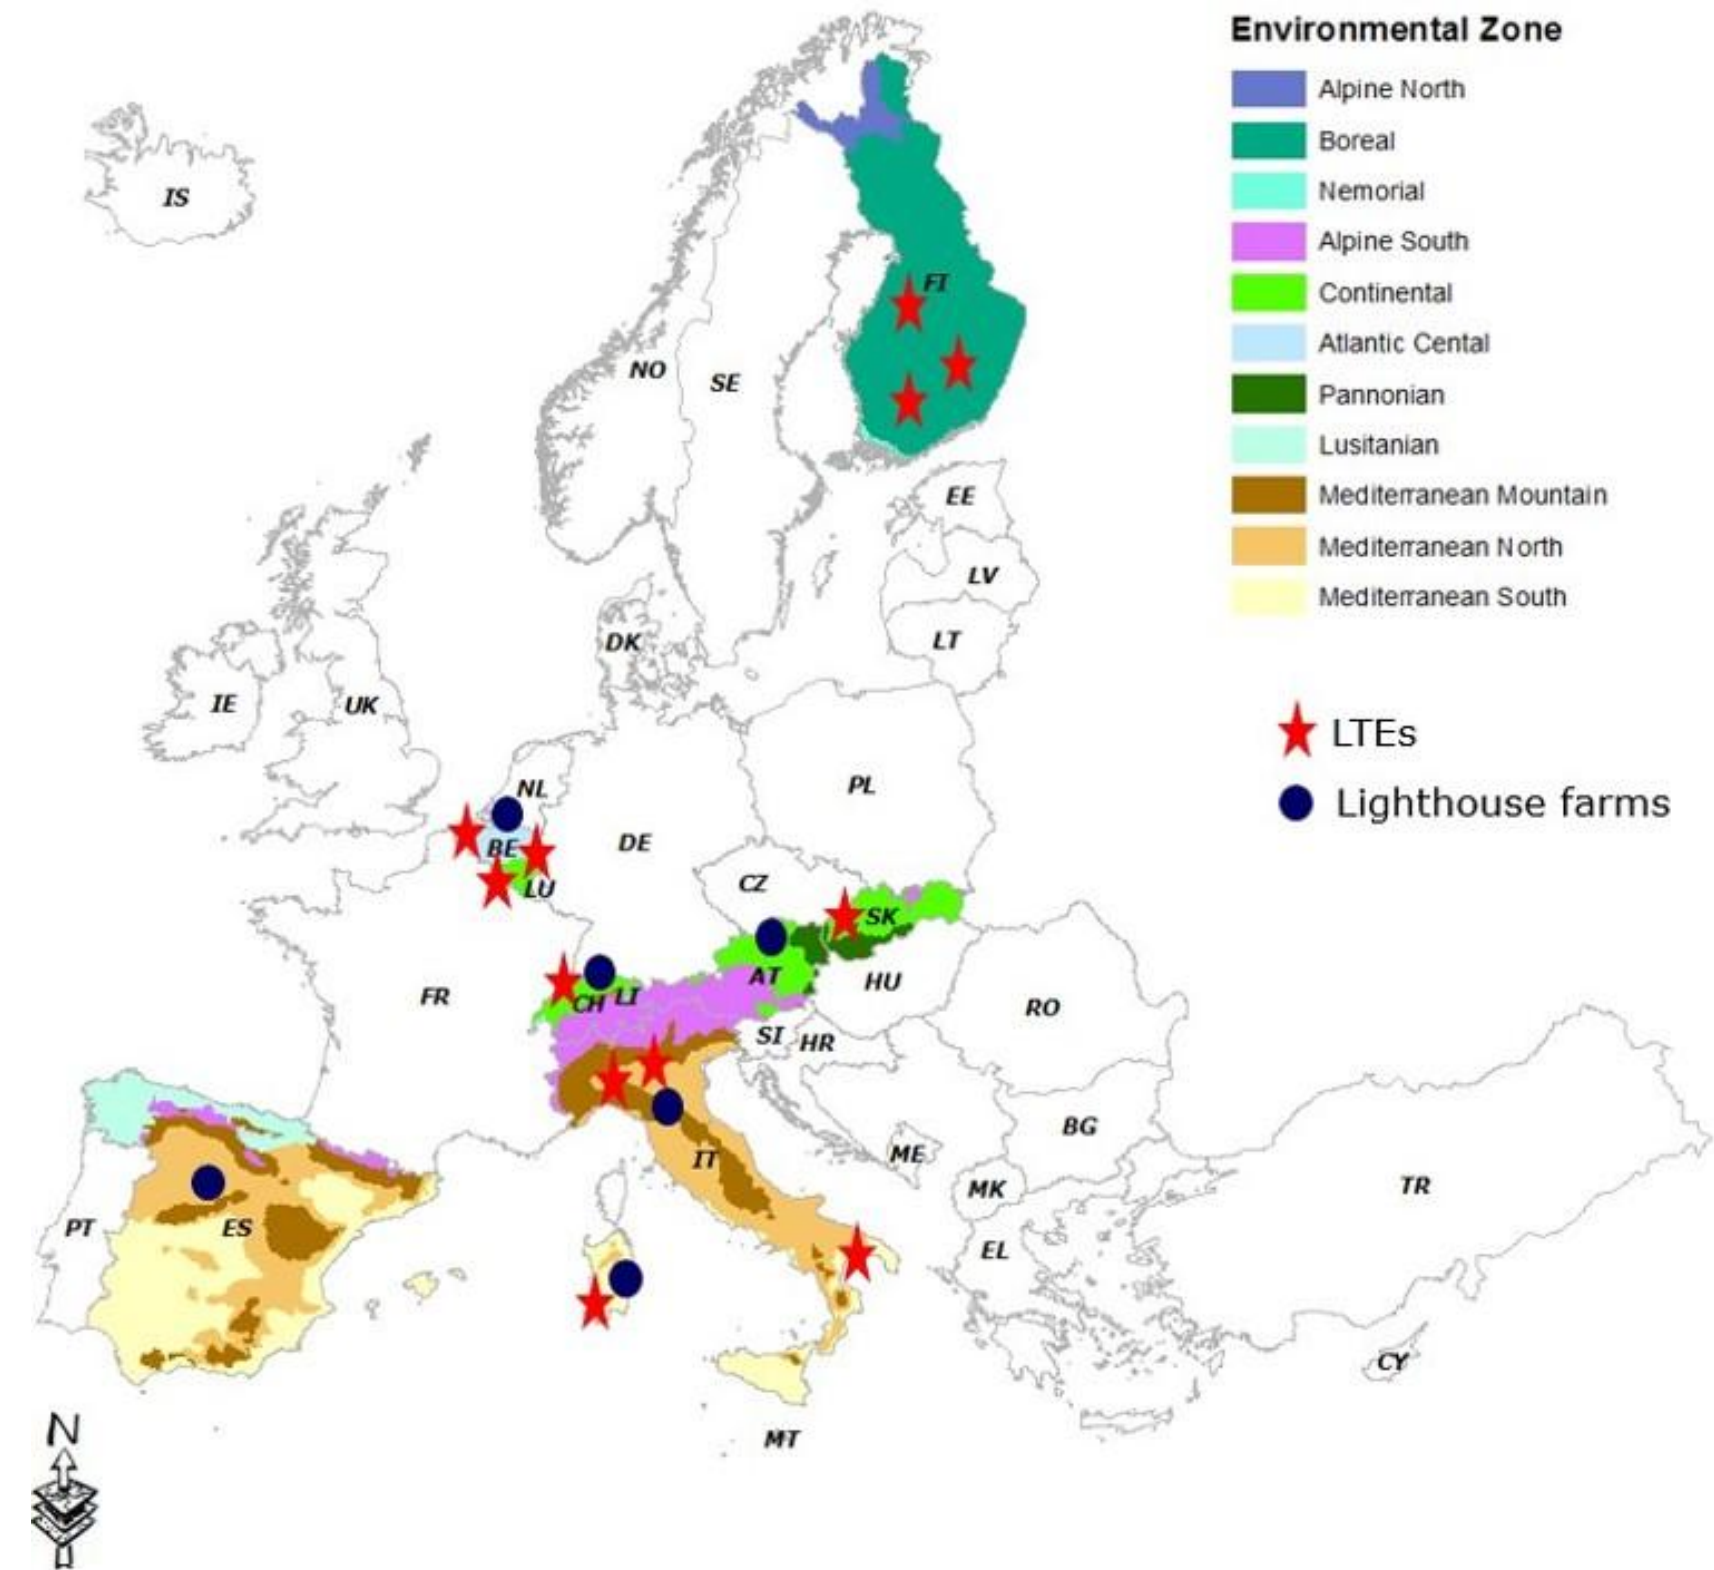 Environmental Zone
Alpine North
Boreal
Nemorial
Alpine South
Continental
Atlantic Cental
Pannonian
Lusitanian
Mediterranean Mountain
Mediterranean North
Mediterranean South
LTEs
Lighthouse farms
IS
FI
NO
SE
EE
LV
LT
DK
IE
UK
NL
PL
BE
DE
LU
CZ
SK
AT
FR
CH
LI
HU
RO
SI
HR
BG
ME
IT
MK
TR
PT
ES
EL
CY
MT
N